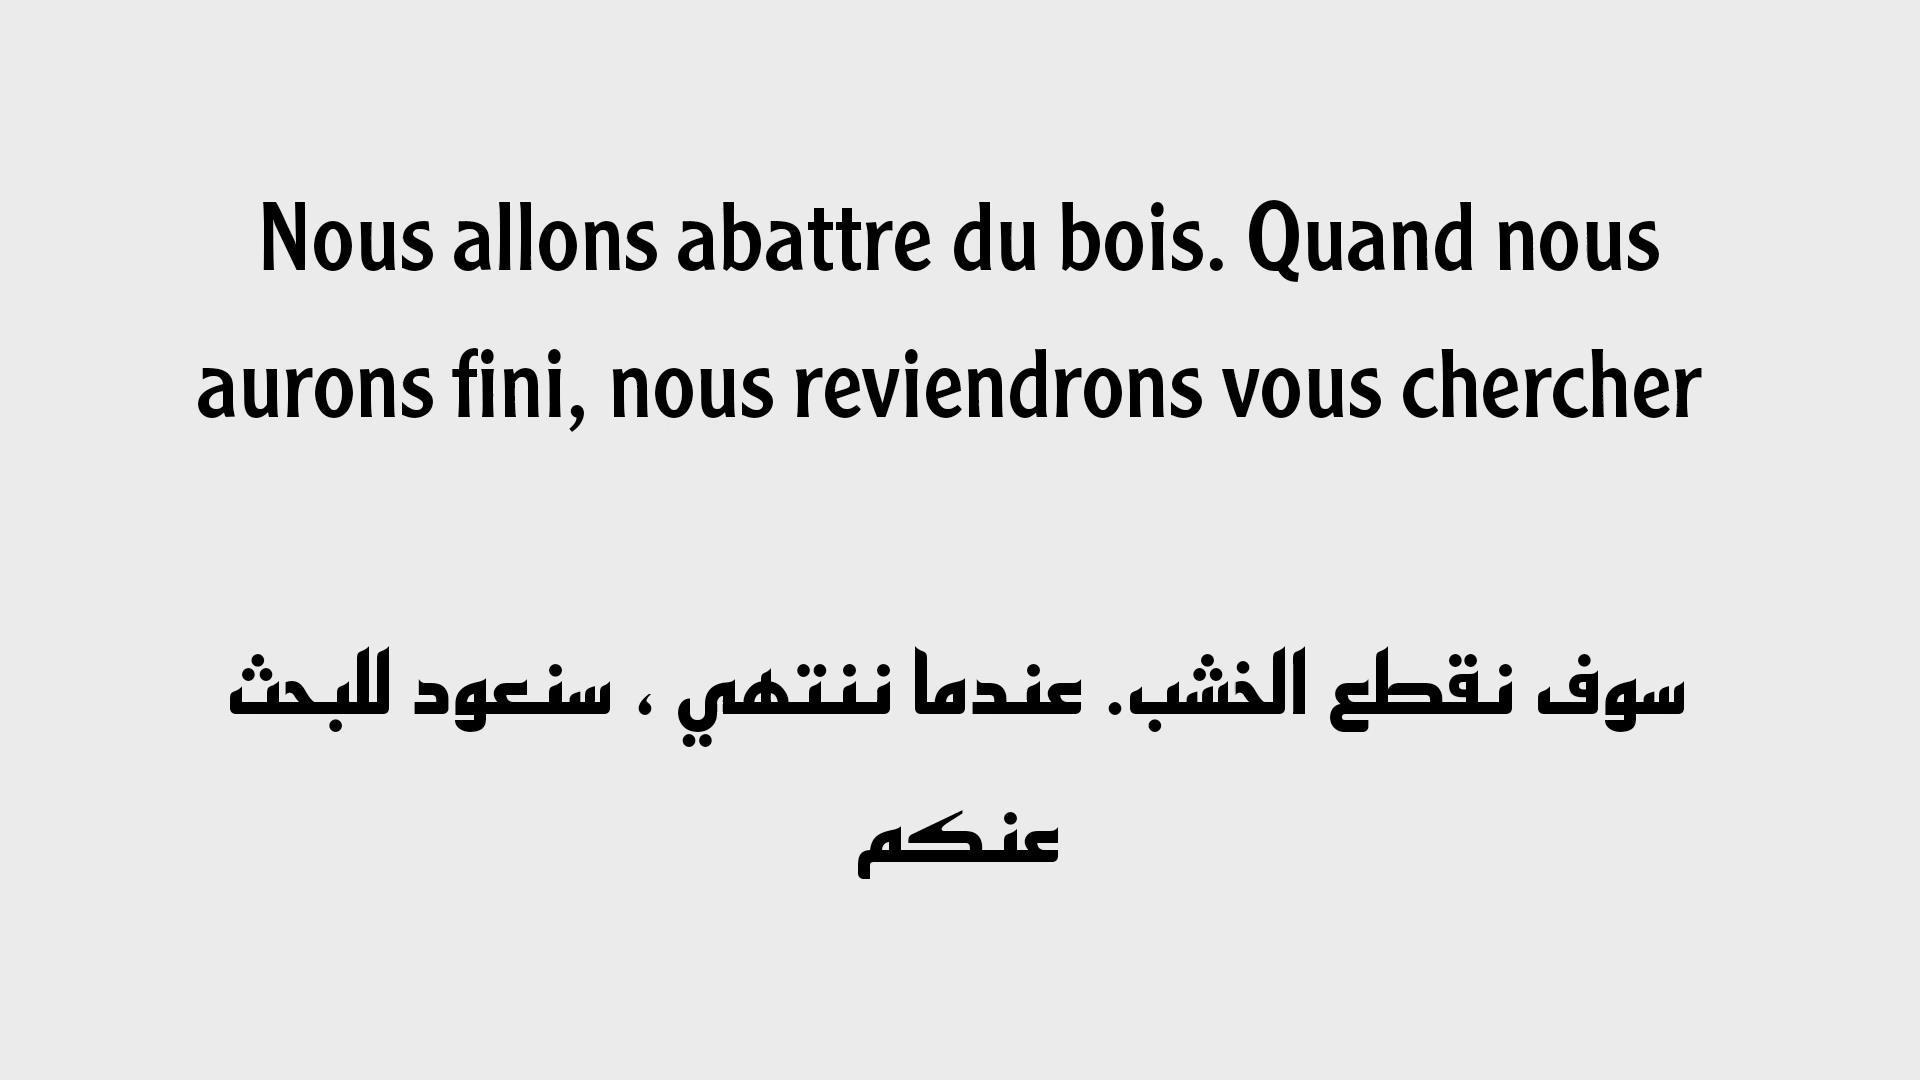 Nous allons abattre du bois. Quand nous
aurons fini, nous reviendrons vous chercher
سوف نقطع الخشب. عندما ننتهي ، سنعود للبحث
عنكم